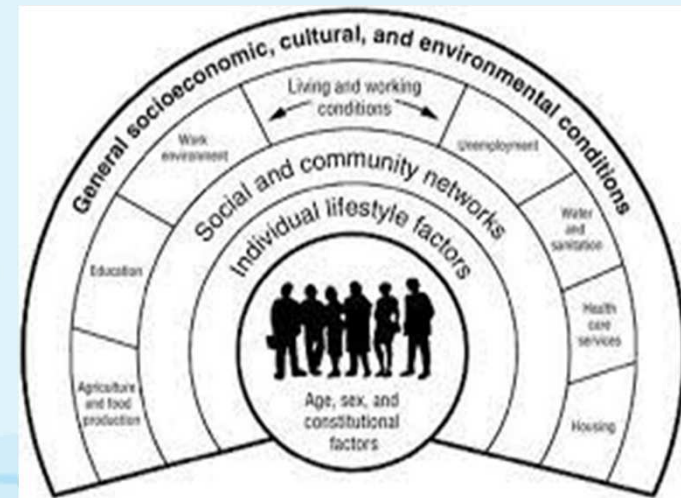 General socioeconomic, cultural, and environmental conditions
Living and working
conditions
Work
environment
Unemployment
Education
Water
and
sanitation
Agriculture
and food
production
Health
care
services
Housing
Social and community networks
Individual lifestyle factors
Age, sex, and
constitutional
factors